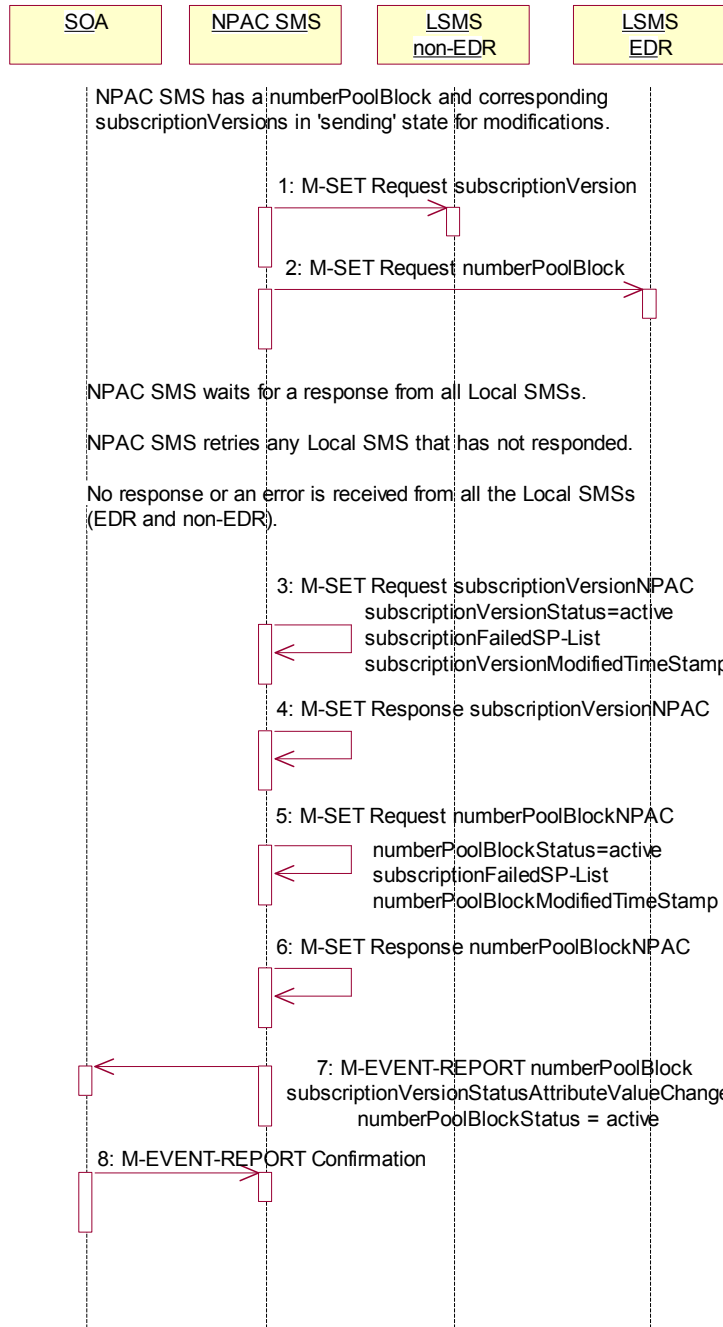 SOA
NPAC SMS
LSMS
non-EDR
LSMS
EDR
NPAC SMS has a numberPoolBlock and corresponding
subscriptionVersions in 'sending' state for modifications.
1: M-SET Request subscriptionVersion
2: M-SET Request numberPoolBlock
NPAC SMS waits for a response from all Local SMSs.
NPAC SMS retries any Local SMS that has not responded.
No response or an error is received from all the Local SMSs
(EDR and non-EDR).
3: M-SET Request subscriptionVersionNPAC
subscriptionVersionStatus=active
subscriptionFailedSP-List
subscriptionVersionModifiedTimeStamp
4: M-SET Response subscriptionVersionNPAC
5: M-SET Request numberPoolBlockNPAC
numberPoolBlockStatus=active
subscriptionFailedSP-List
numberPoolBlockModifiedTimeStamp
6: M-SET Response numberPoolBlockNPAC
7: M-EVENT-REPORT numberPoolBlock
subscriptionVersionStatusAttributeValueChange
numberPoolBlockStatus = active
8: M-EVENT-REPORT Confirmation